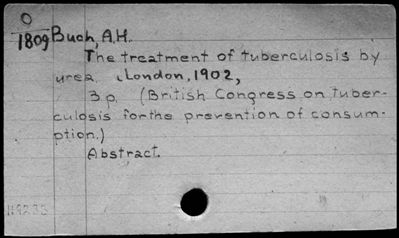 O
1809 Buch, A.H.
The treatment of tuberculosis by
urea. London, 1902,
3 p. (British Congress on tuber-
culosis for the prevention of consum-
ption.)
Abstract.